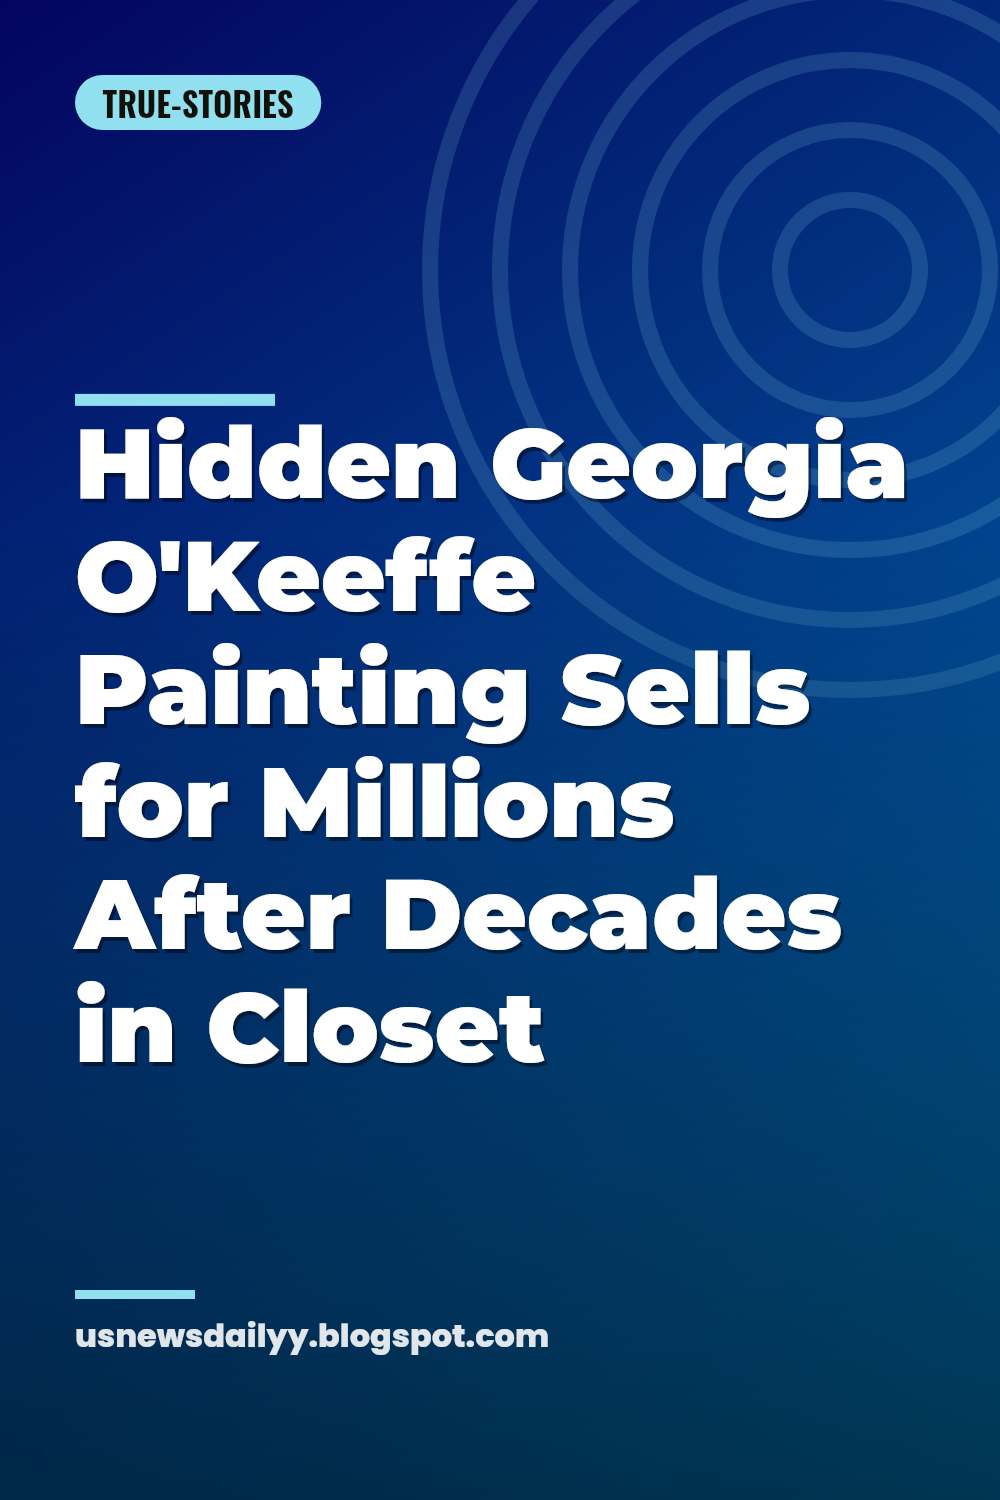 TRUE-STORIES
Hidden Georgia
O'Keeffe
Painting Sells
for Millions
After Decades
in Closet
usnewsdailyy.blogspot.com